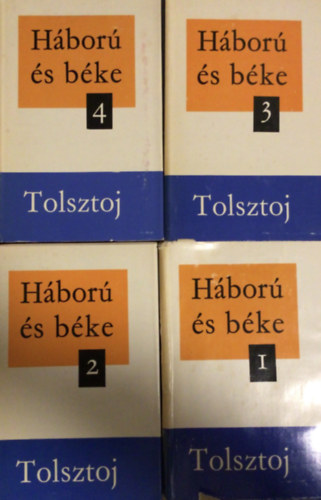 Háború
és béke
4
Tolsztoj
Háború
és béke
3
Tolsztoj
Háború
és béke
2
Tolsztoj
Háború
és béke
1
Tolsztoj